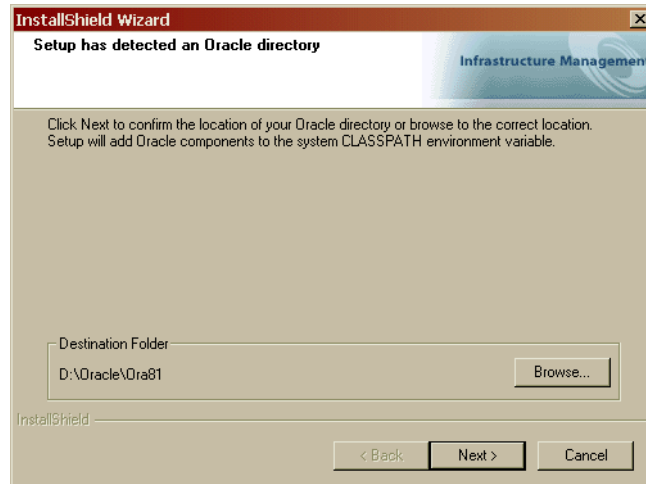 InstallShield Wizard
Setup has detected an Oracle directory
Infrastructure Managemen
Click Next to confirm the location of your Oracle directory or browse to the correct location.
Setup will add Oracle components to the system CLASSPATH environment variable.
Destination Folder
D:\Oracle\Ora81
Browse...
InstallShield
< Back
Next >
Cancel